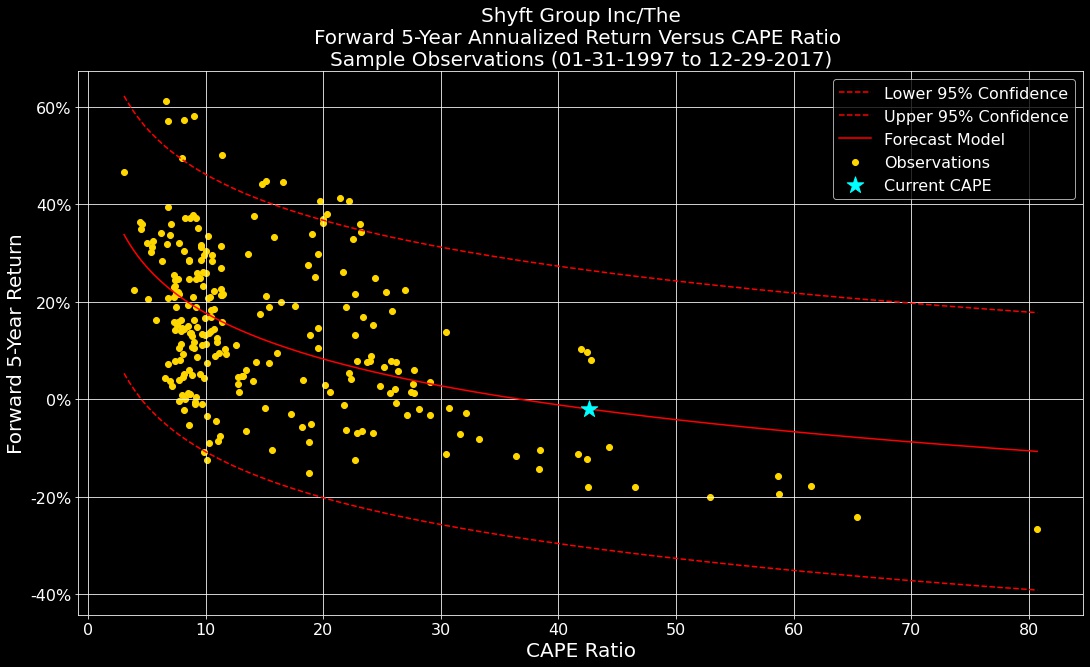 Shyft Group Inc/The
Forward 5-Year Annualized Return Versus CAPE Ratio
Sample Observations (01-31-1997 to 12-29-2017)
Lower 95% Confidence
Upper 95% Confidence
Forecast Model
Observations
Current CAPE
Forward 5-Year Return
60%
40%
20%
0%
-20%
-40%
0 10 20 30 40 50 60 70 80
CAPE Ratio